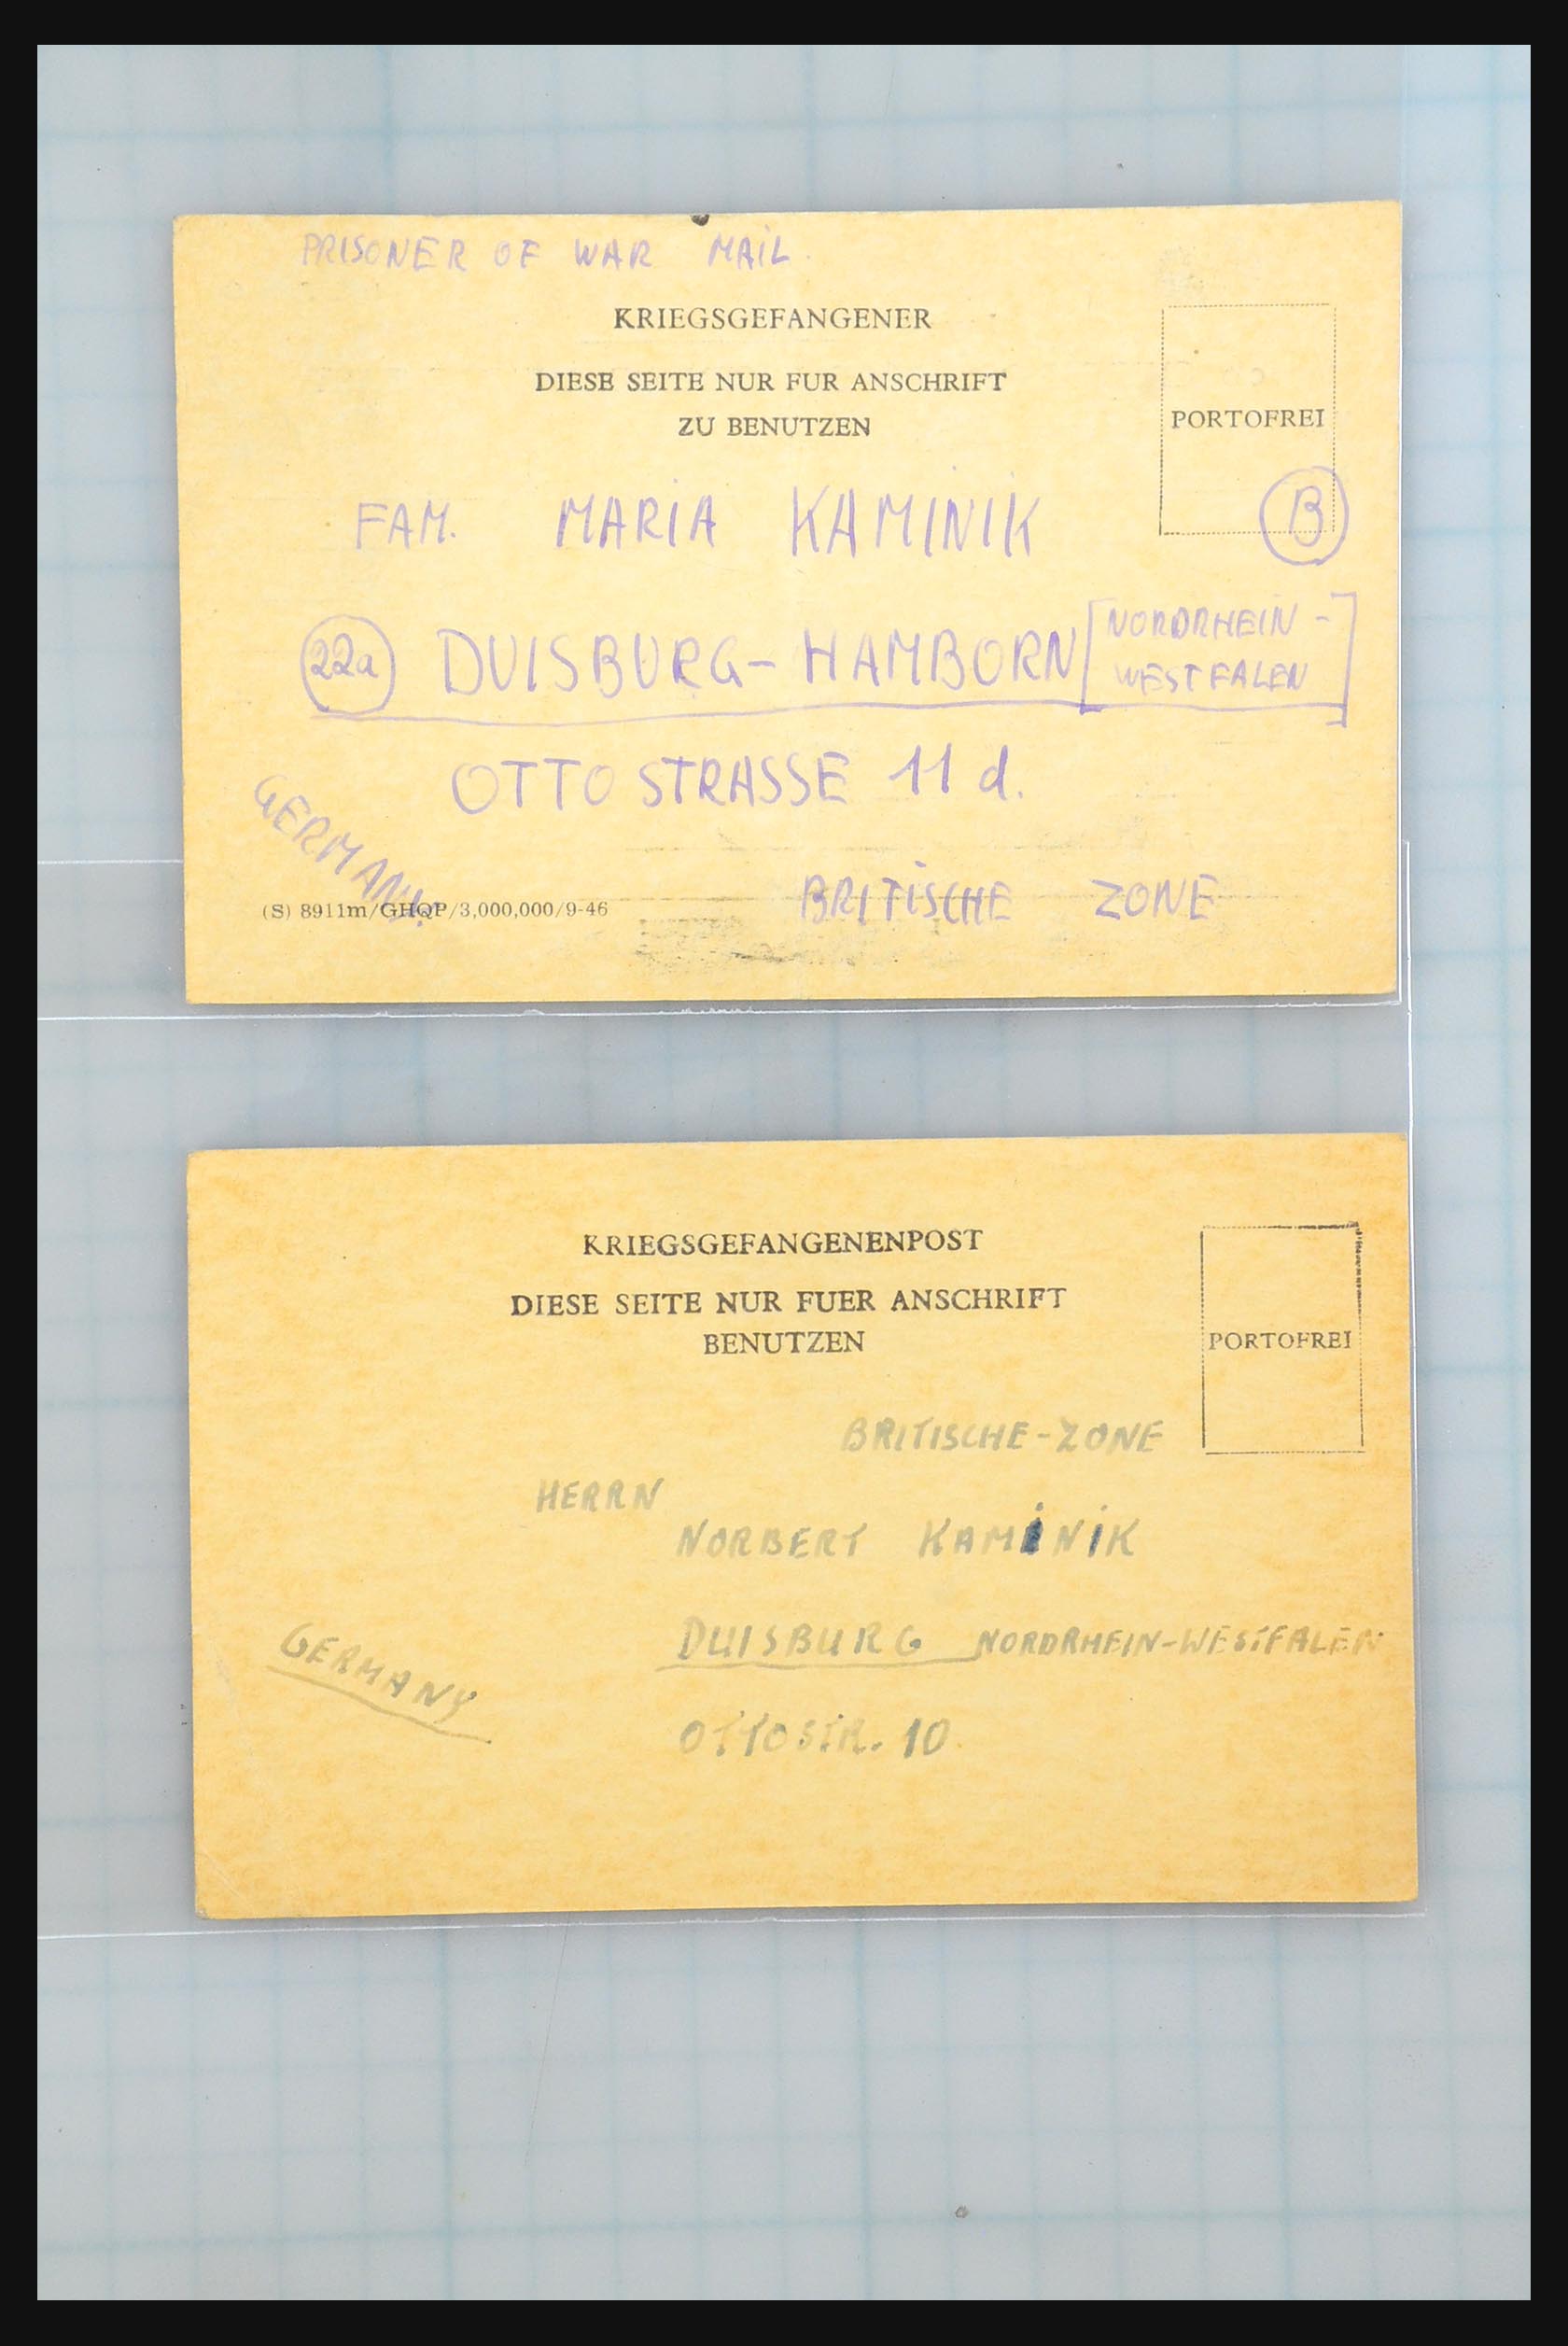 PRISONER OF WAR MAIL.
KRIEGSGEFANGENER
DIESE SEITE NUR FUR ANSCHRIFT
ZU BENUTZEN
PORTOFREI
FAM. MARIA KAMINIK
B
22a DUISBURG-HAMBORN [NORDRHEIN-
WESTFALEN]
OTTO STRASSE 11 d.
GERMANY.
(S) 8911m/GHQP/3,000,000/9-46
BRITISCHE ZONE
KRIEGSGEFANGENENPOST
DIESE SEITE NUR FUER ANSCHRIFT
BENUTZEN
PORTOFREI
BRITISCHE-ZONE
HERRN
NORBERT KAMINIK
DUISBURG NORDRHEIN-WESTFALEN
GERMANY
OTTOSTR. 10.